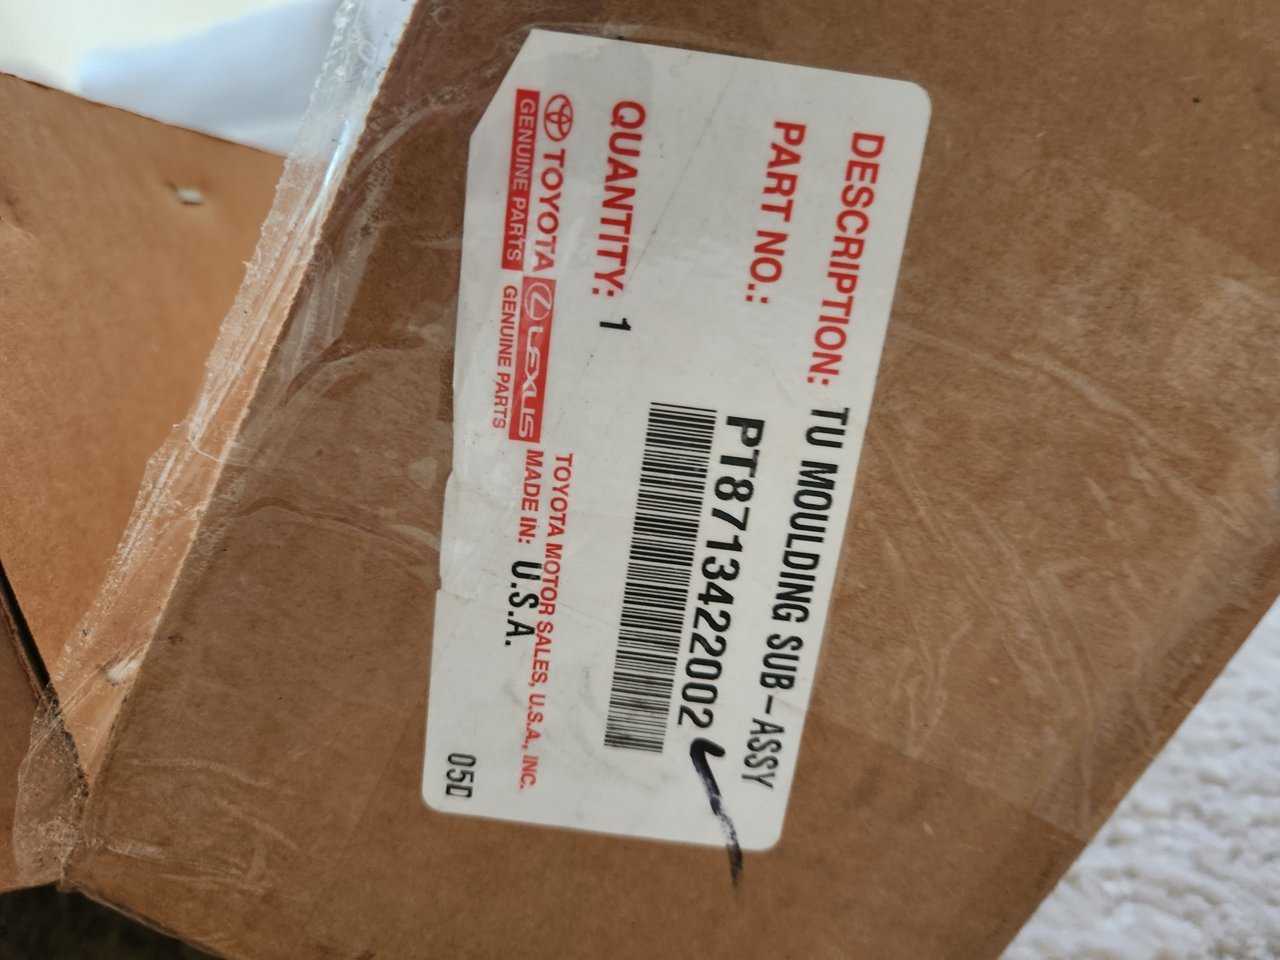 DESCRIPTION: TU MOULDING SUB-ASSY
PART NO.: PT8713422002
QUANTITY: 1
TOYOTA LEXUS
GENUINE PARTS GENUINE PARTS
TOYOTA MOTOR SALES, U.S.A., INC.
MADE IN: U.S.A.
05D